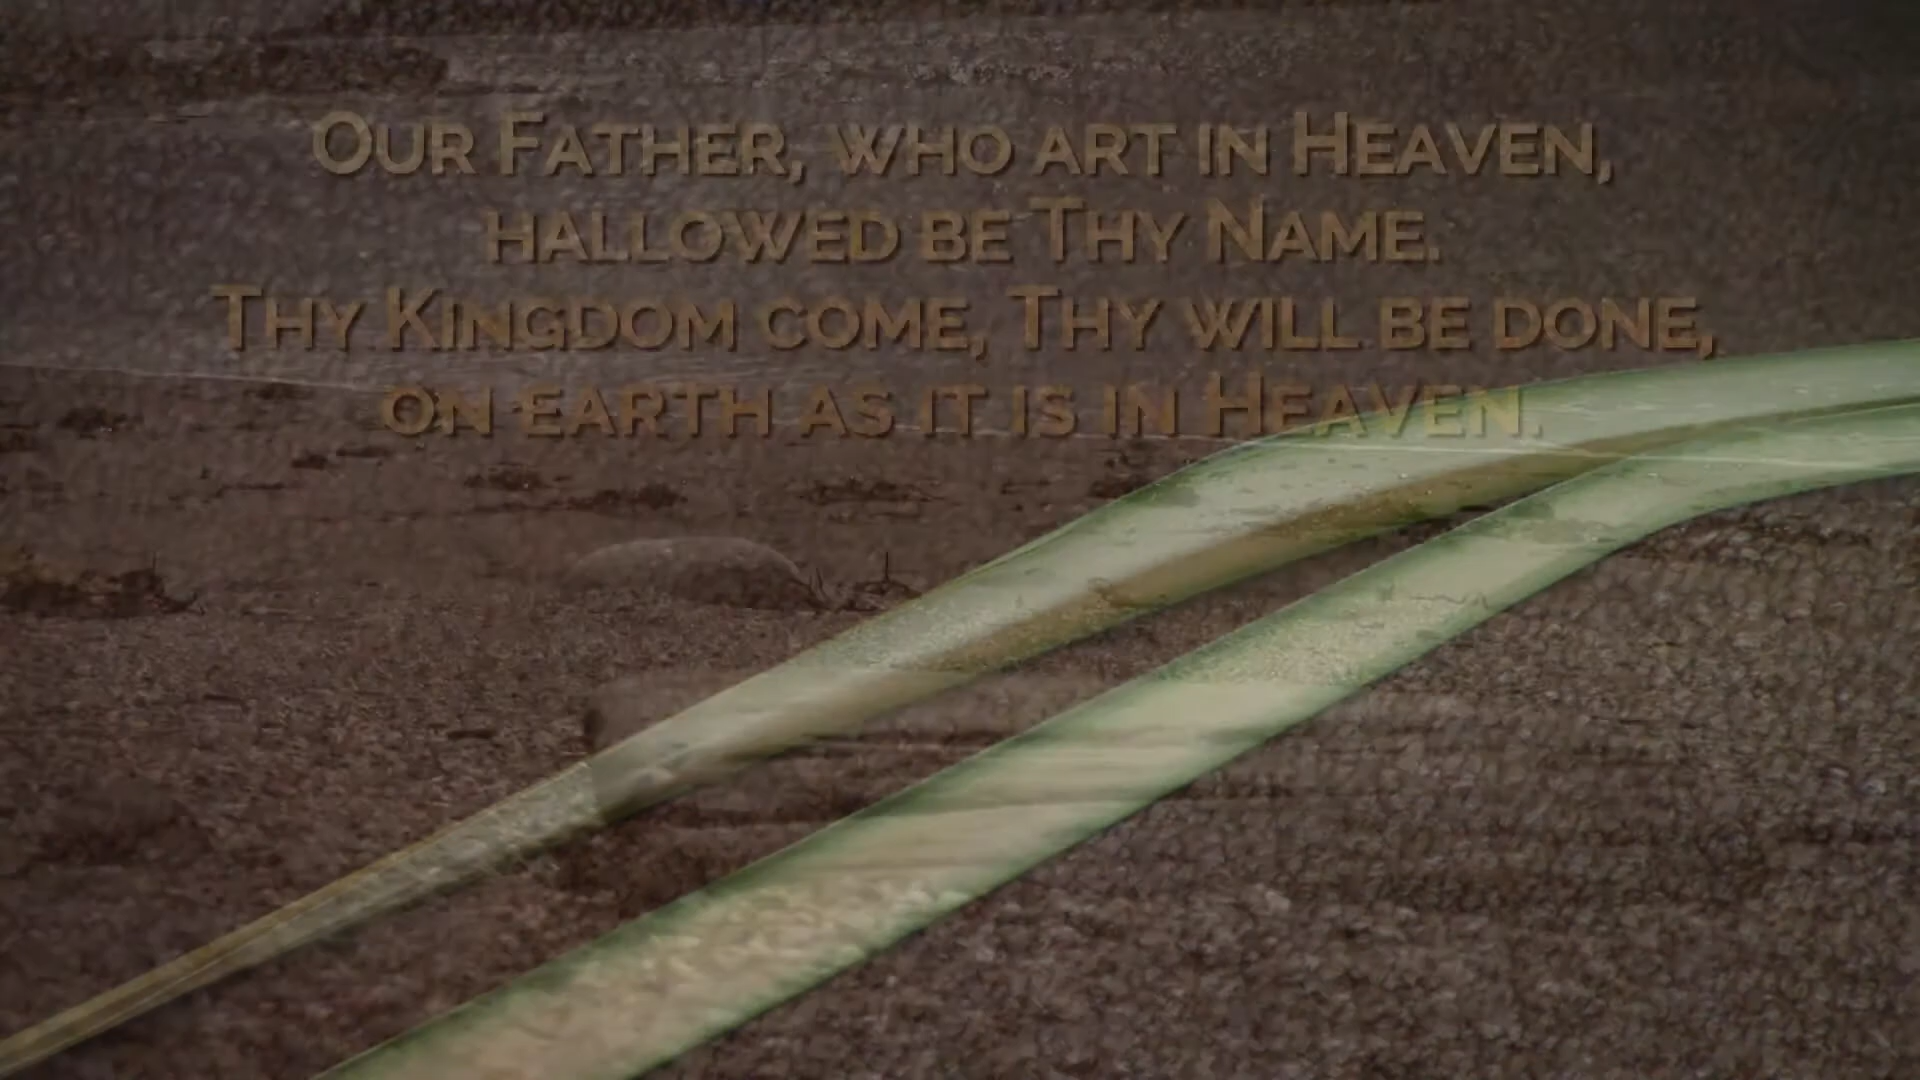 Our Father, who art in Heaven,
hallowed be Thy Name.
Thy Kingdom come, Thy will be done,
on earth as it is in Heaven.